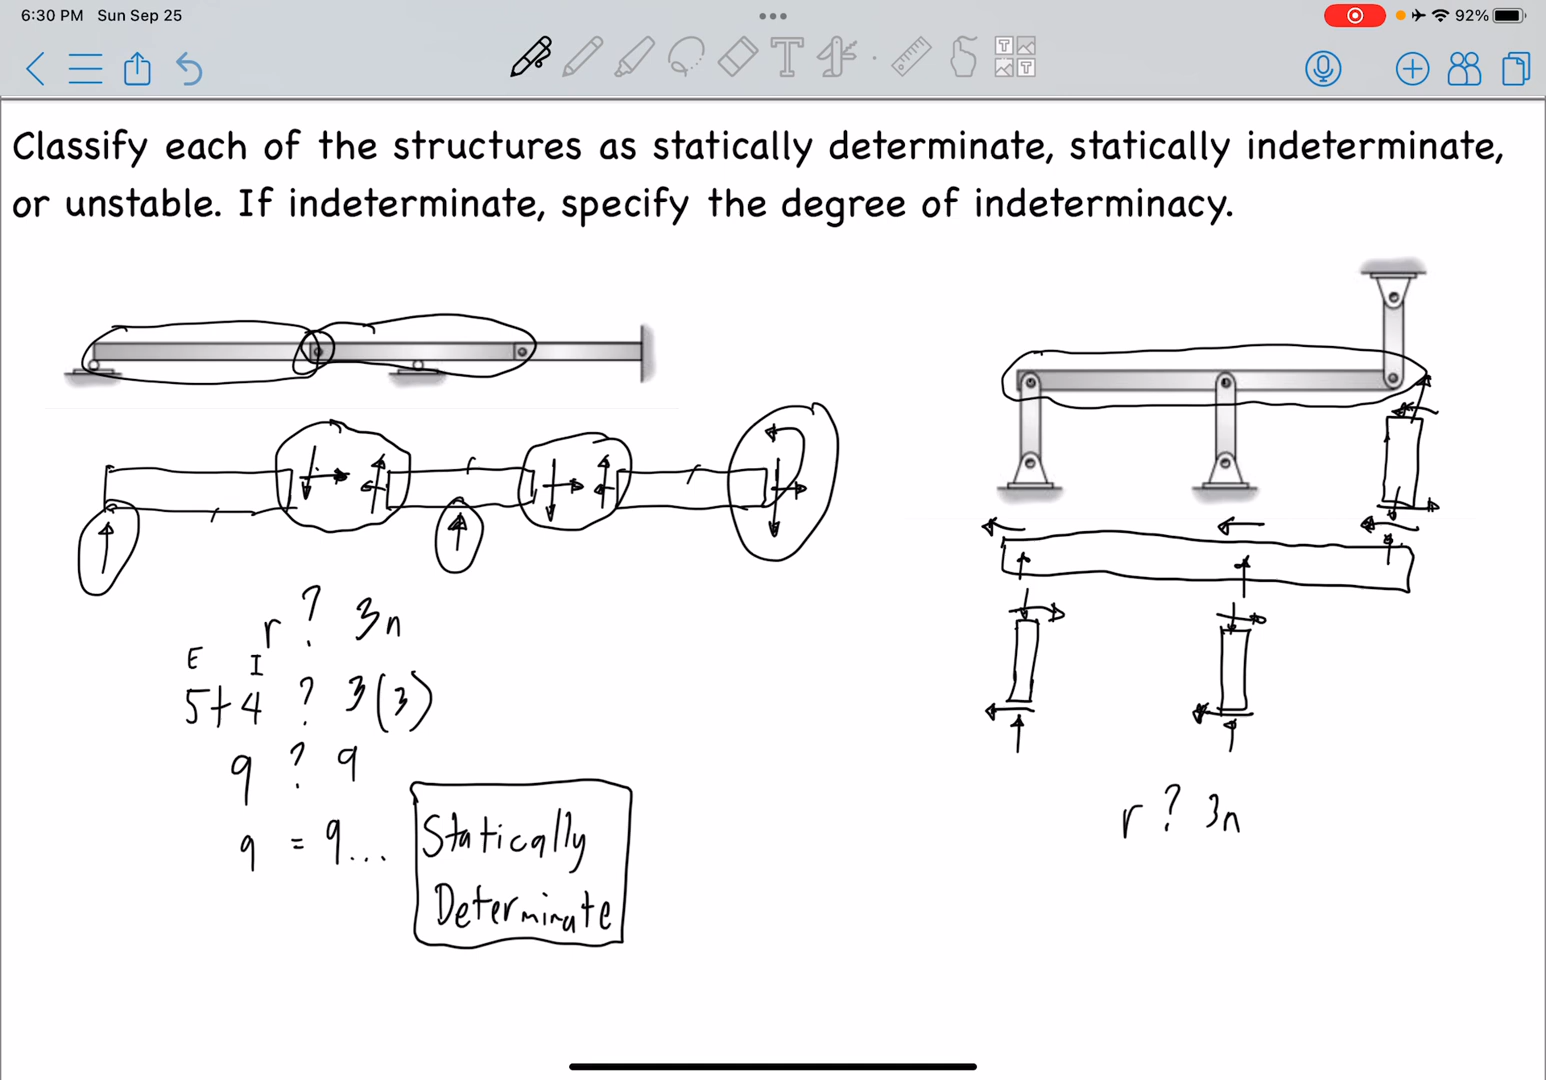 6:30 PM Sun Sep 25
92%
Classify each of the structures as statically determinate, statically indeterminate,
or unstable. If indeterminate, specify the degree of indeterminacy.
r ? 3n
E I
5+4 ? 3(3)
9 ? 9
9 = 9...
Statically
Determinate
r ? 3n